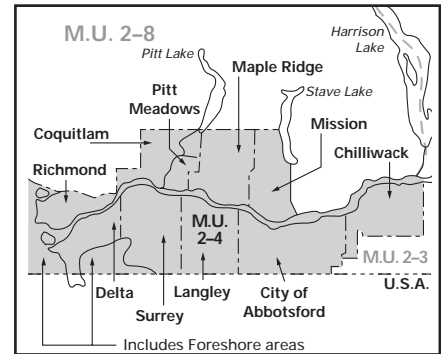 M.U. 2–8
Pitt Lake
Harrison
Lake
Maple Ridge
Pitt
Meadows
Stave Lake
Coquitlam
Mission
Richmond
Chilliwack
M.U.
2–4
M.U. 2–3
U.S.A.
Delta
Langley
City of
Abbotsford
Surrey
Includes Foreshore areas